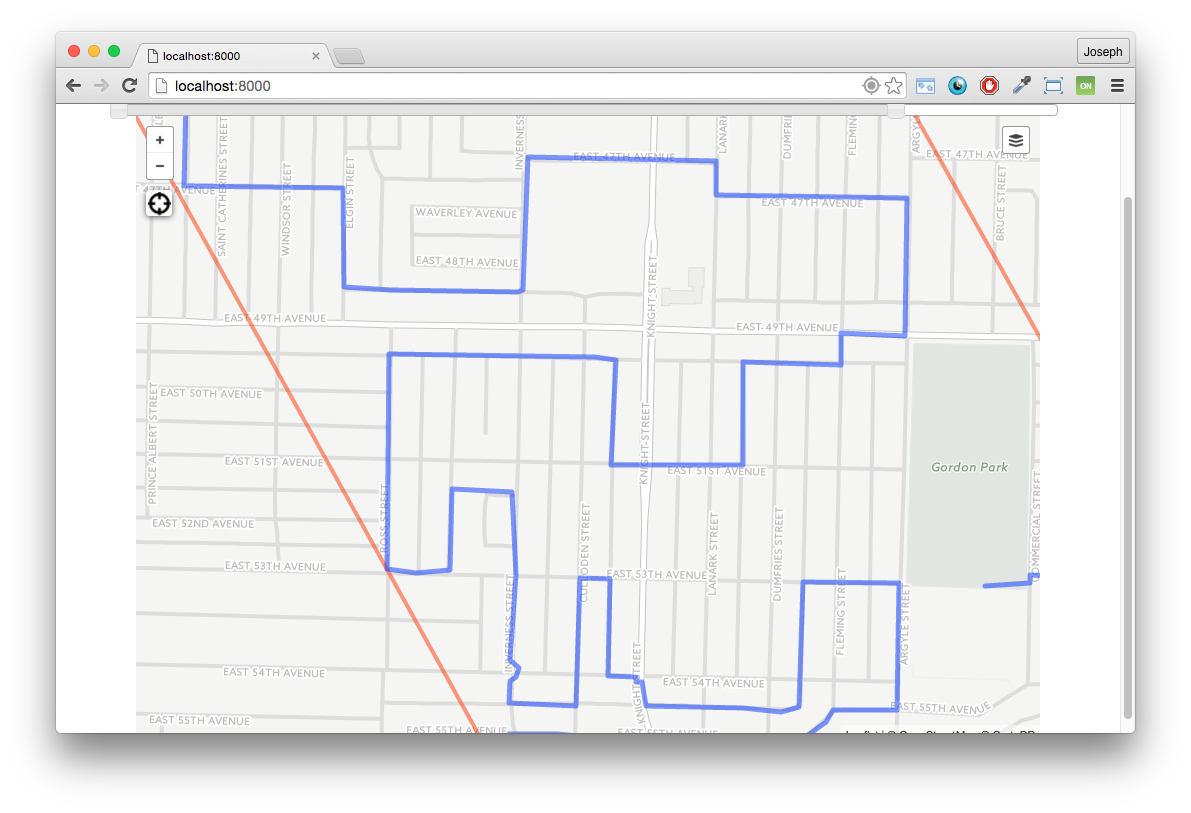 localhost:8000
Joseph
localhost:8000
ON
+
−
INVERNESS
LANARK
DUMFRIES
FLEMING
EAST 47TH AVENUE
EAST 47TH AVENUE
47TH AVENUE
SAINT CATHERINES STREET
WINDSOR STREET
ELGIN STREET
EAST 47TH AVENUE
BRUCE STREET
WAVERLEY AVENUE
EAST 48TH AVENUE
KNIGHT STREET
EAST 49TH AVENUE
EAST 49TH AVENUE
PRINCE ALBERT STREET
EAST 50TH AVENUE
KNIGHT STREET
EAST 51ST AVENUE
EAST 51ST AVENUE
Gordon Park
ROSS STREET
EAST 52ND AVENUE
CULLODEN STREET
LANARK STREET
DUMFRIES STREET
OMMERCIAL STREET
EAST 53RD AVENUE
EAST 53RD AVENUE
INVERNESS STREET
FLEMING STREET
ARGYLE STREET
EAST 54TH AVENUE
EAST 54TH AVENUE
KNIGHT STREET
EAST 55TH AVENUE
EAST 55TH AVENUE
EAST 55TH AVENUE
EAST 55TH AVENUE